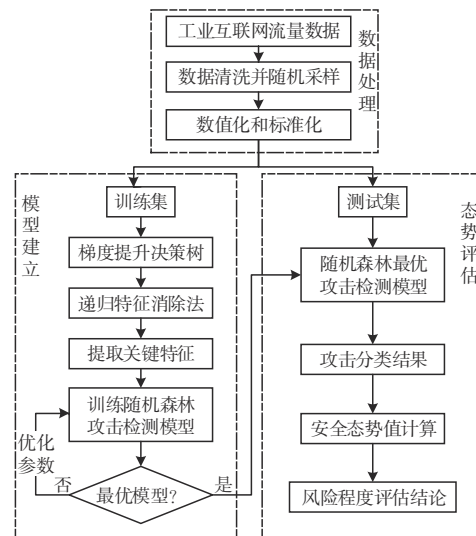 工业互联网流量数据
数据清洗并随机采样
数值化和标准化
数据处理
模型建立
训练集
梯度提升决策树
递归特征消除法
提取关键特征
训练随机森林
攻击检测模型
优化
参数
否
最优模型?
是
态势评估
测试集
随机森林最优
攻击检测模型
攻击分类结果
安全态势值计算
风险程度评估结论